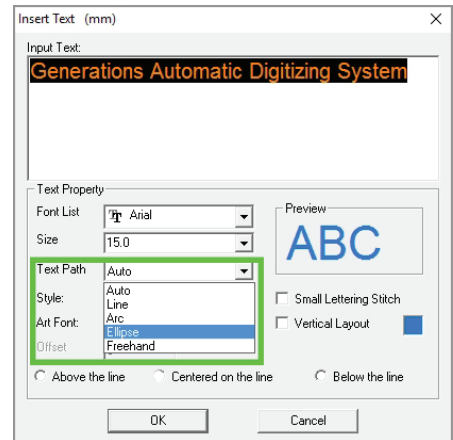 Insert Text (mm)
Input Text:
Generations Automatic Digitizing System
Text Property
Font List
Arial
Preview
ABC
Size
15.0
Text Path
Auto
Auto
Line
Arc
Ellipse
Freehand
Style:
Art Font:
Offset
Small Lettering Stitch
Vertical Layout
Above the line
Centered on the line
Below the line
OK
Cancel